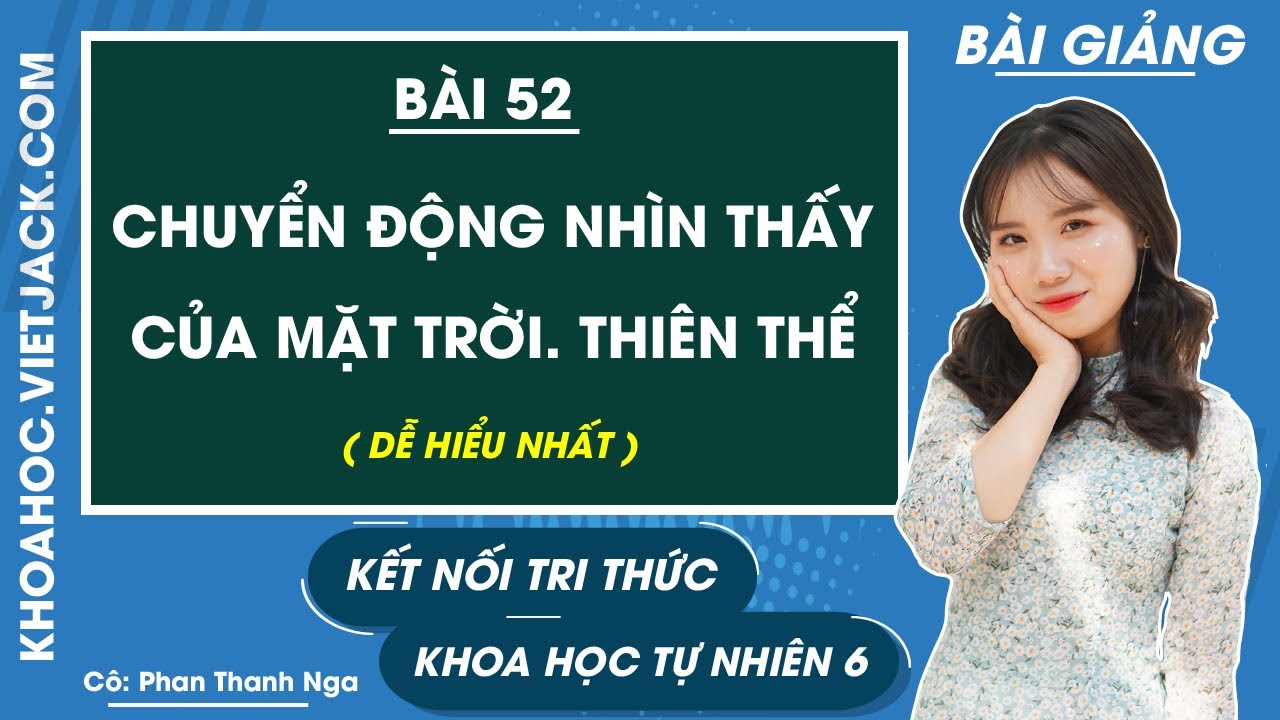 BÀI GIẢNG
KHOAHOC.VIETJACK.COM
BÀI 52
CHUYỂN ĐỘNG NHÌN THẤY
CỦA MẶT TRỜI. THIÊN THỂ
( DỄ HIỂU NHẤT )
KẾT NỐI TRI THỨC
KHOA HỌC TỰ NHIÊN 6
Cô: Phan Thanh Nga